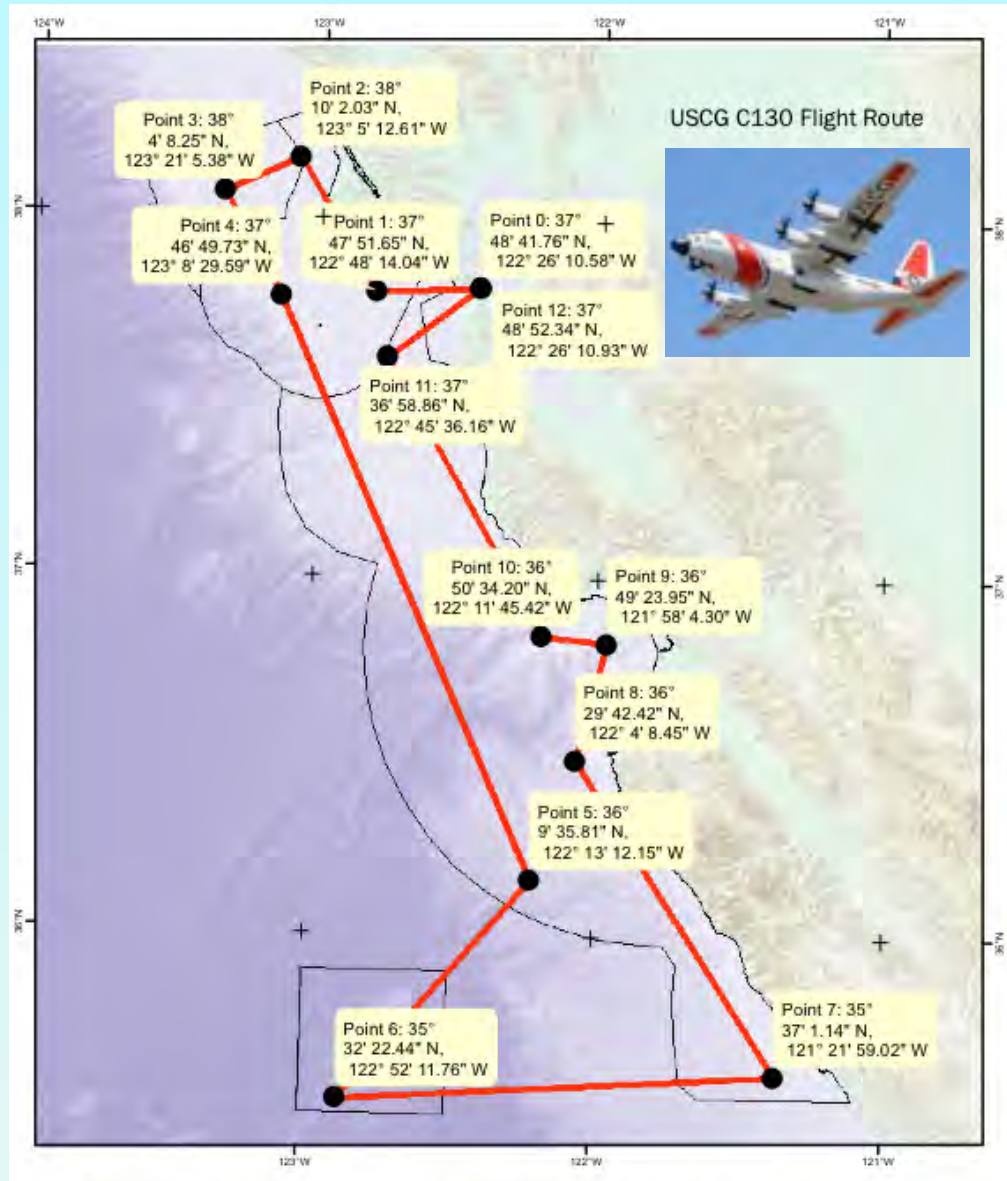 124°W
123°W
122°W
121°W
Point 2: 38°
10' 2.03" N,
123° 5' 12.61" W
USCG C130 Flight Route
Point 3: 38°
4' 8.25" N,
123° 21' 5.38" W
38°N
38°N
Point 4: 37°
46' 49.73" N,
123° 8' 29.59" W
Point 1: 37°
47' 51.65" N,
122° 48' 14.04" W
Point 0: 37°
48' 41.76" N,
122° 26' 10.58" W
Point 12: 37°
48' 52.34" N,
122° 26' 10.93" W
Point 11: 37°
36' 58.86" N,
122° 45' 36.16" W
37°N
37°N
Point 10: 36°
50' 34.20" N,
122° 11' 45.42" W
Point 9: 36°
49' 23.95" N,
121° 58' 4.30" W
Point 8: 36°
29' 42.42" N,
122° 4' 8.45" W
Point 5: 36°
9' 35.81" N,
122° 13' 12.15" W
36°N
36°N
Point 6: 35°
32' 22.44" N,
122° 52' 11.76" W
Point 7: 35°
37' 1.14" N,
121° 21' 59.02" W
123°W
122°W
121°W